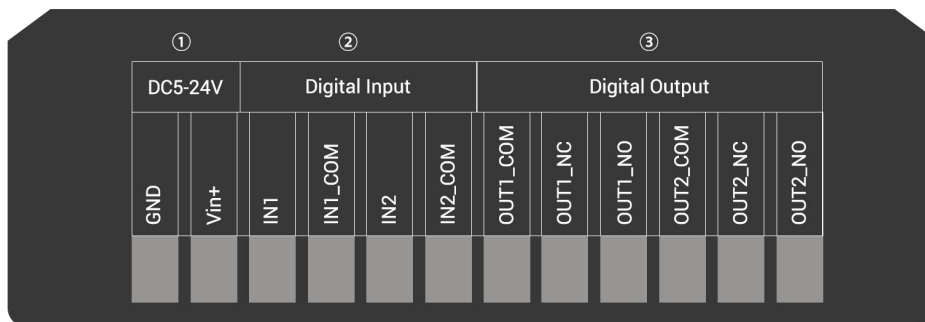 ① ② ③
DC5-24V Digital Input Digital Output
GND Vin+ IN1 IN1_COM IN2 IN2_COM OUT1_COM OUT1_NC OUT1_NO OUT2_COM OUT2_NC OUT2_NO